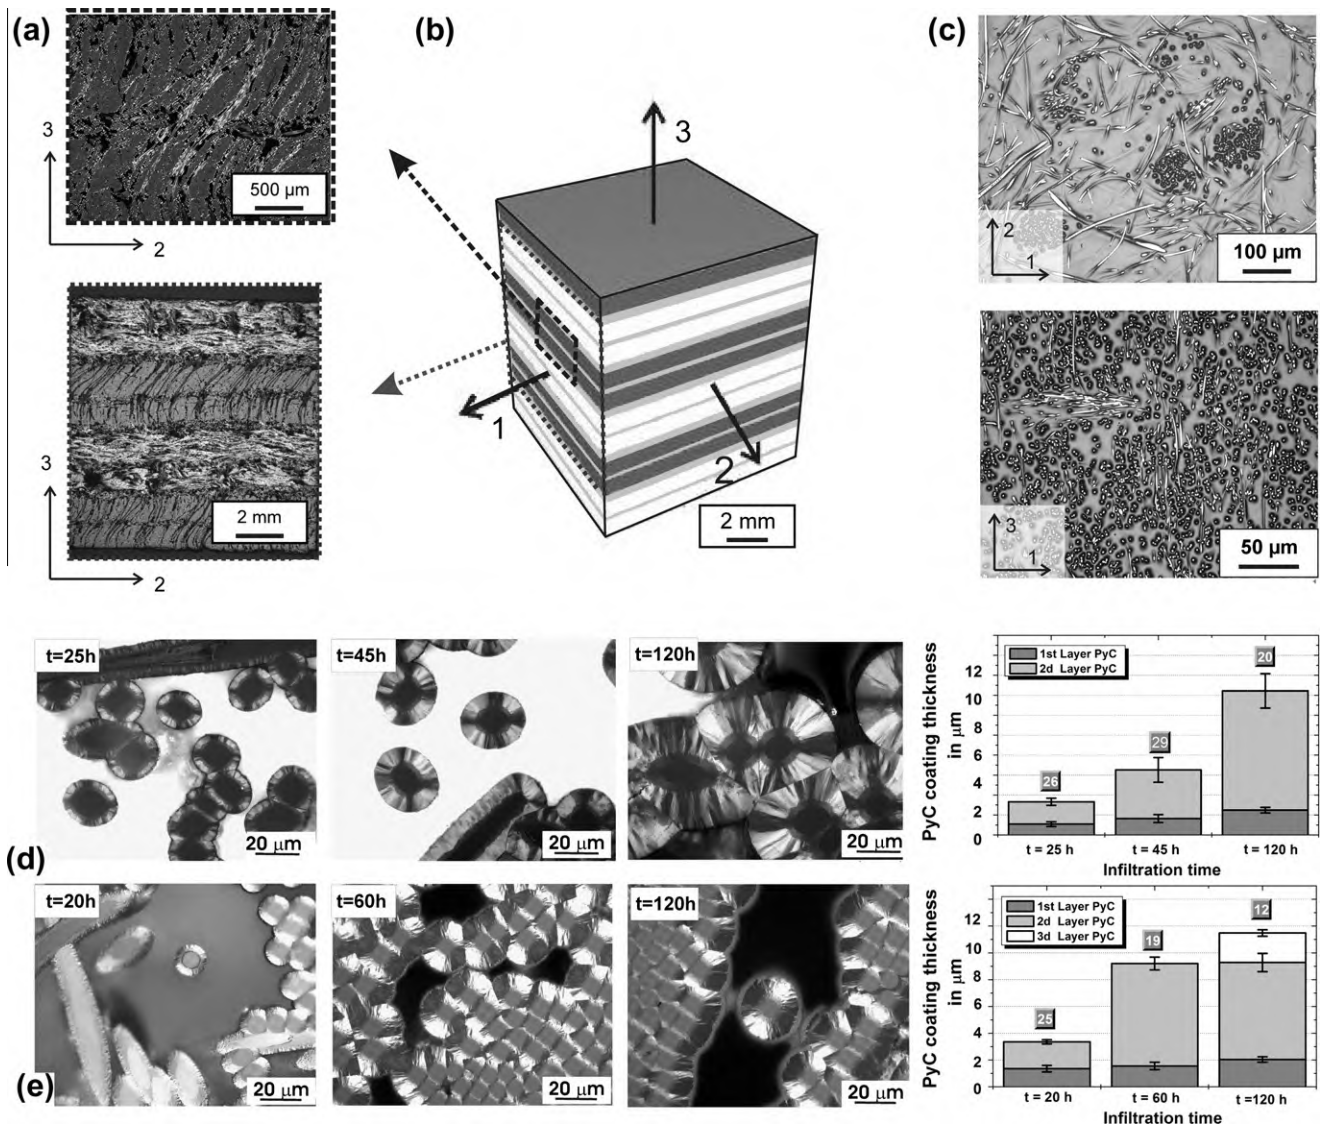 (a)
3
500 µm
2
3
2 mm
2
(b)
3
1
2
2 mm
(c)
2
1
100 µm
3
1
50 µm
(d)
t=25h
20 µm
t=45h
20 µm
t=120h
20 µm
PyC coating thickness
in µm
1st Layer PyC
2d Layer PyC
12
10
8
6
4
2
0
26
29
20
t = 25 h
t = 45 h
t = 120 h
Infiltration time
(e)
t=20h
20 µm
t=60h
20 µm
t=120h
20 µm
PyC coating thickness
in µm
1st Layer PyC
2d Layer PyC
3d Layer PyC
12
10
8
6
4
2
0
25
19
12
t = 20 h
t = 60 h
t =120 h
Infiltration time